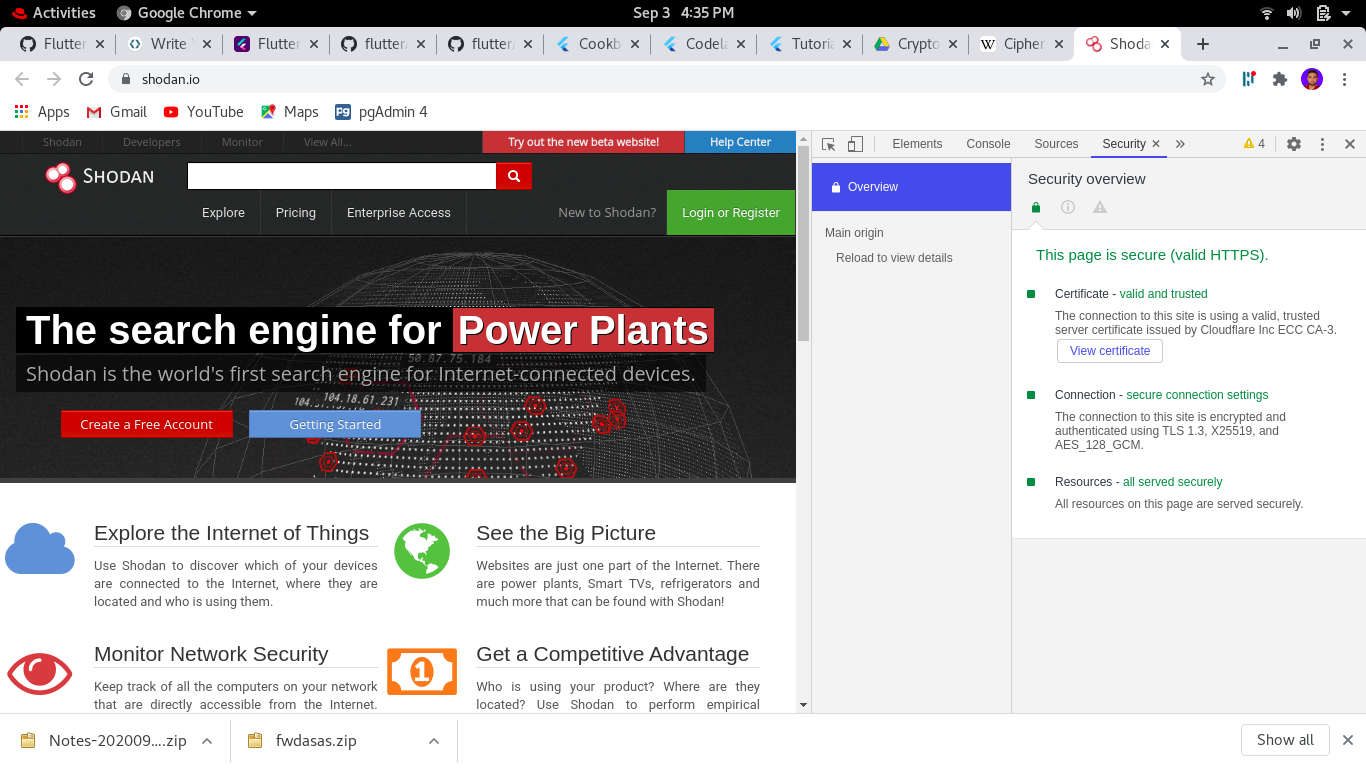 Activities
Google Chrome
Sep 3 4:35 PM
Flutter
Write
Flutter
flutter
flutter
Cookb
Codela
Tutoria
Crypto
Cipher
Shoda
shodan.io
Apps
Gmail
YouTube
Maps
pgAdmin 4
Shodan
Developers
Monitor
View All...
Try out the new beta website!
Help Center
SHODAN
Explore
Pricing
Enterprise Access
New to Shodan?
Login or Register
The search engine for Power Plants
50.87.75.184
Shodan is the world's first search engine for Internet-connected devices.
104.18.61.231
Create a Free Account
Getting Started
Explore the Internet of Things
Use Shodan to discover which of your devices
are connected to the Internet, where they are
located and who is using them.
See the Big Picture
Websites are just one part of the Internet. There
are power plants, Smart TVs, refrigerators and
much more that can be found with Shodan!
Monitor Network Security
Keep track of all the computers on your network
that are directly accessible from the Internet.
1
Get a Competitive Advantage
Who is using your product? Where are they
located? Use Shodan to perform empirical
Elements
Console
Sources
Security
4
Overview
Main origin
Reload to view details
Security overview
This page is secure (valid HTTPS).
Certificate - valid and trusted
The connection to this site is using a valid, trusted
server certificate issued by Cloudflare Inc ECC CA-3.
View certificate
Connection - secure connection settings
The connection to this site is encrypted and
authenticated using TLS 1.3, X25519, and
AES_128_GCM.
Resources - all served securely
All resources on this page are served securely.
Notes-202009....zip
fwdasas.zip
Show all